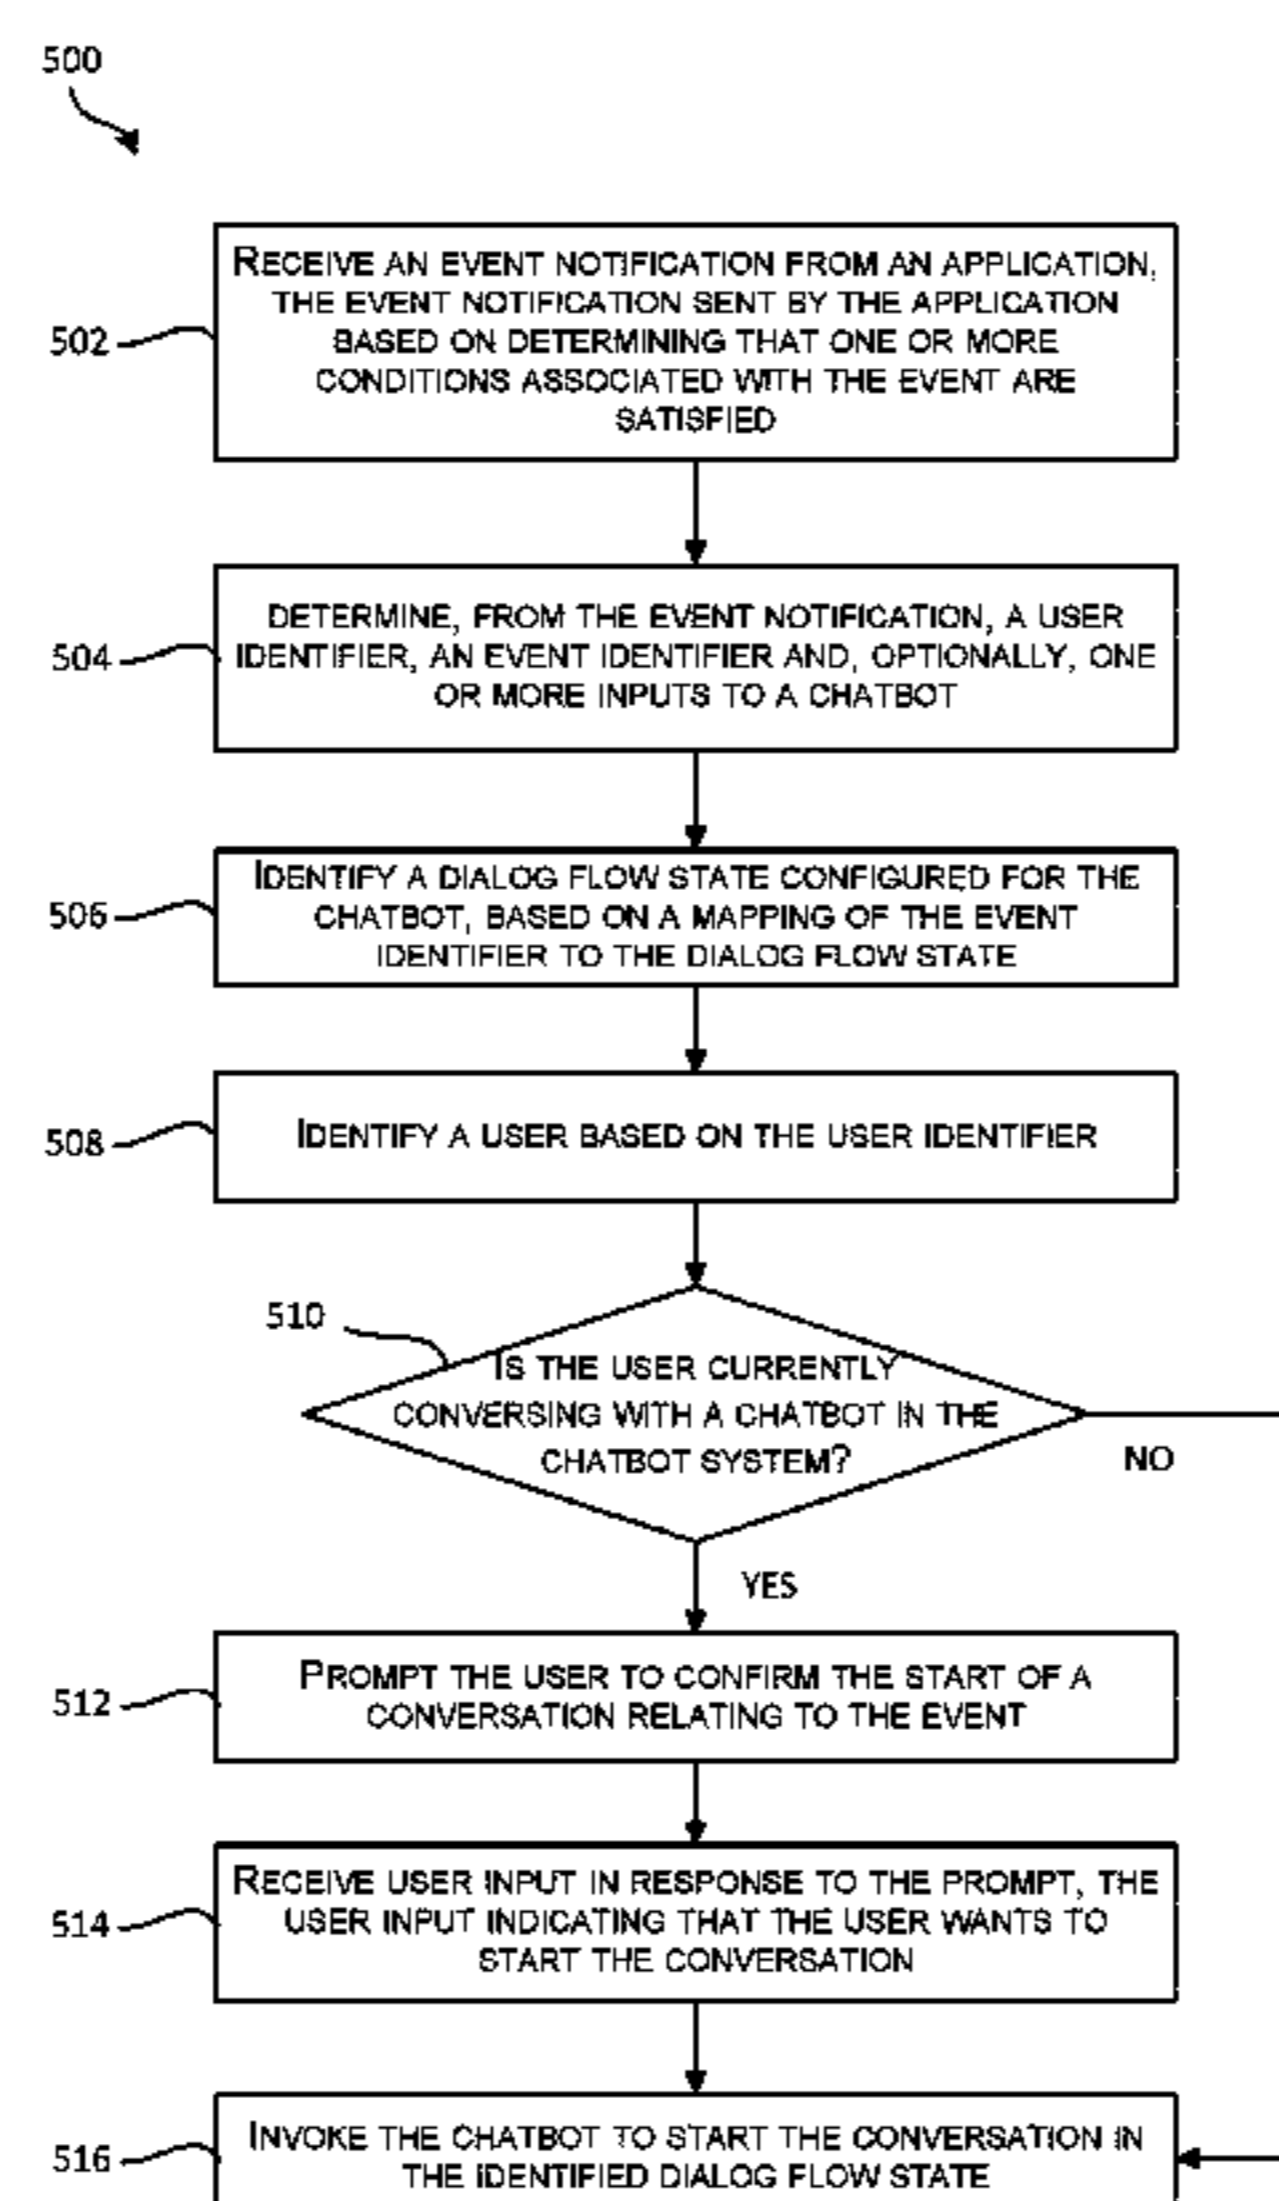 500
502
RECEIVE AN EVENT NOTIFICATION FROM AN APPLICATION,
THE EVENT NOTIFICATION SENT BY THE APPLICATION
BASED ON DETERMINING THAT ONE OR MORE
CONDITIONS ASSOCIATED WITH THE EVENT ARE
SATISFIED
504
DETERMINE, FROM THE EVENT NOTIFICATION, A USER
IDENTIFIER, AN EVENT IDENTIFIER AND, OPTIONALLY, ONE
OR MORE INPUTS TO A CHATBOT
506
IDENTIFY A DIALOG FLOW STATE CONFIGURED FOR THE
CHATBOT, BASED ON A MAPPING OF THE EVENT
IDENTIFIER TO THE DIALOG FLOW STATE
508
IDENTIFY A USER BASED ON THE USER IDENTIFIER
510
IS THE USER CURRENTLY
CONVERSING WITH A CHATBOT IN THE
CHATBOT SYSTEM?
NO
YES
512
PROMPT THE USER TO CONFIRM THE START OF A
CONVERSATION RELATING TO THE EVENT
514
RECEIVE USER INPUT IN RESPONSE TO THE PROMPT, THE
USER INPUT INDICATING THAT THE USER WANTS TO
START THE CONVERSATION
516
INVOKE THE CHATBOT TO START THE CONVERSATION IN
THE IDENTIFIED DIALOG FLOW STATE